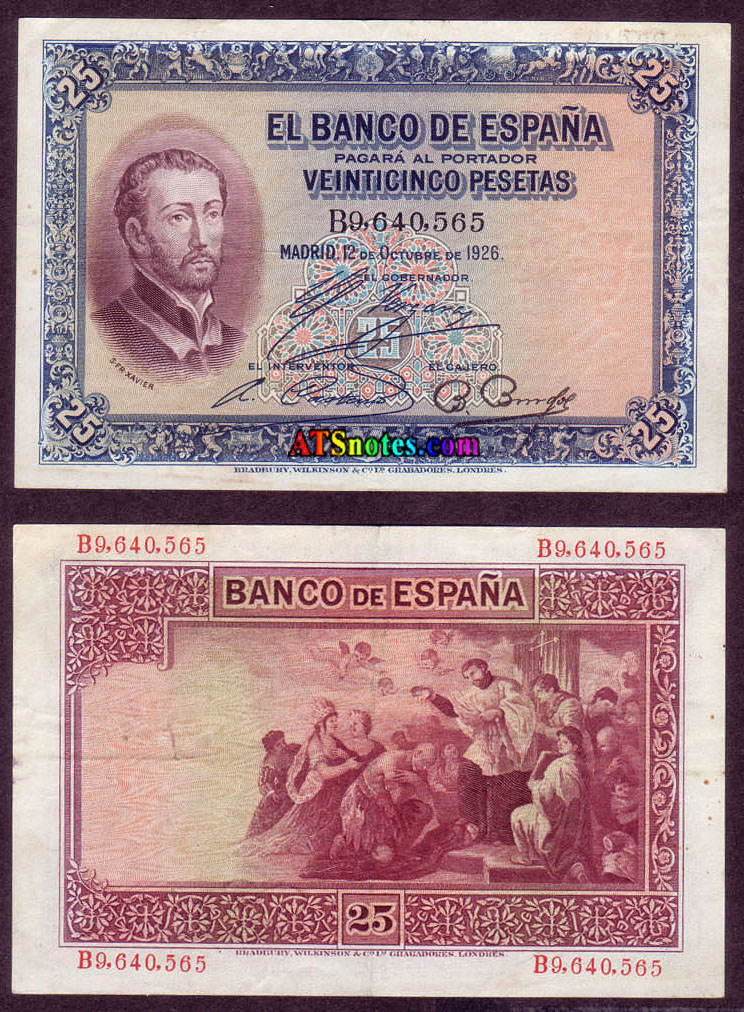 25 25
EL BANCO DE ESPAÑA
PAGARÁ AL PORTADOR
VEINTICINCO PESETAS
B9,640,565
MADRID, 12 DE OCTUBRE DE 1926.
EL GOBERNADOR
25
S. FR. XAVIER
EL INTERVENTOR EL CAJERO
25 25
ATSnotes.com
BRADBURY, WILKINSON & Cº Lᴰ GRABADORES, LONDRES.
B9,640,565 B9,640,565
BANCO DE ESPAÑA
25
BRADBURY, WILKINSON & Cº Lᴰ GRABADORES. LONDRES
B9,640,565 B9,640,565